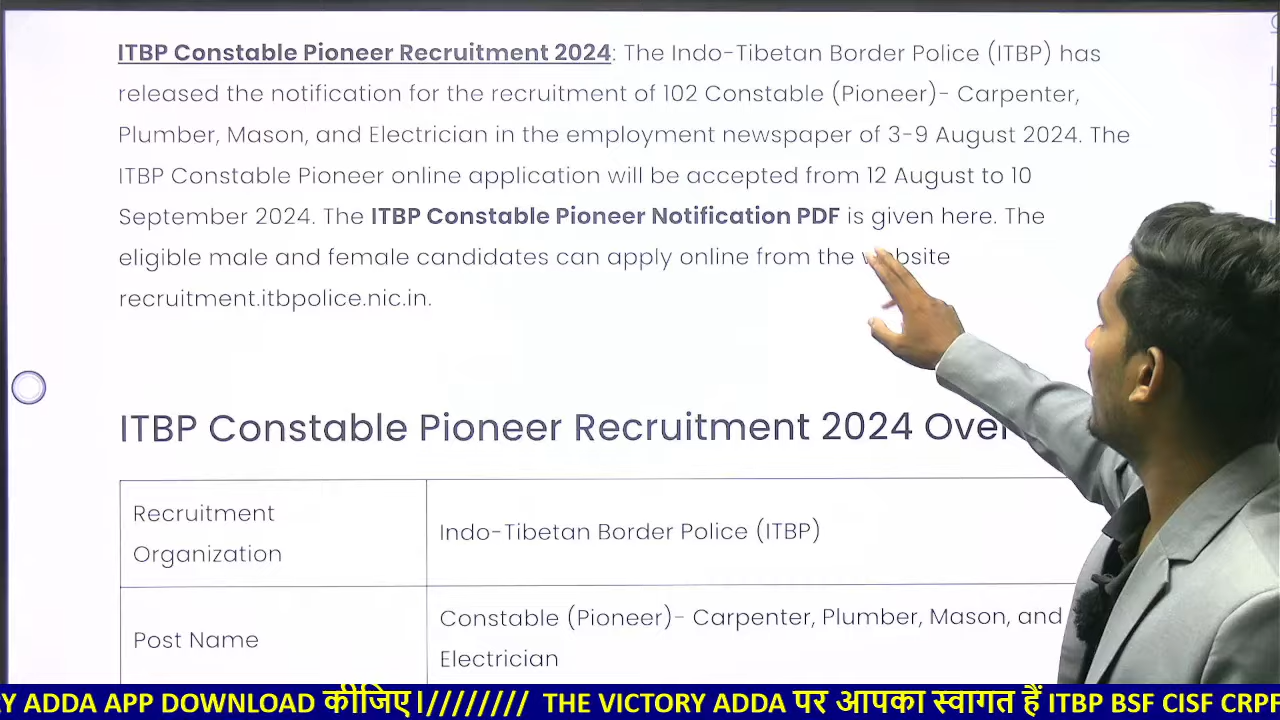 ITBP Constable Pioneer Recruitment 2024: The Indo-Tibetan Border Police (ITBP) has
released the notification for the recruitment of 102 Constable (Pioneer)- Carpenter,
Plumber, Mason, and Electrician in the employment newspaper of 3-9 August 2024. The
ITBP Constable Pioneer online application will be accepted from 12 August to 10
September 2024. The ITBP Constable Pioneer Notification PDF is given here. The
eligible male and female candidates can apply online from the website
recruitment.itbpolice.nic.in.
ITBP Constable Pioneer Recruitment 2024
Recruitment
Organization
Indo-Tibetan Border Police (ITBP)
Post Name
Constable (Pioneer)- Carpenter, Plumber, Mason, and
Electrician
ADDA APP DOWNLOAD कीजिए।//////// THE VICTORY ADDA पर आपका स्वागत हैं ITBP BSF CISF